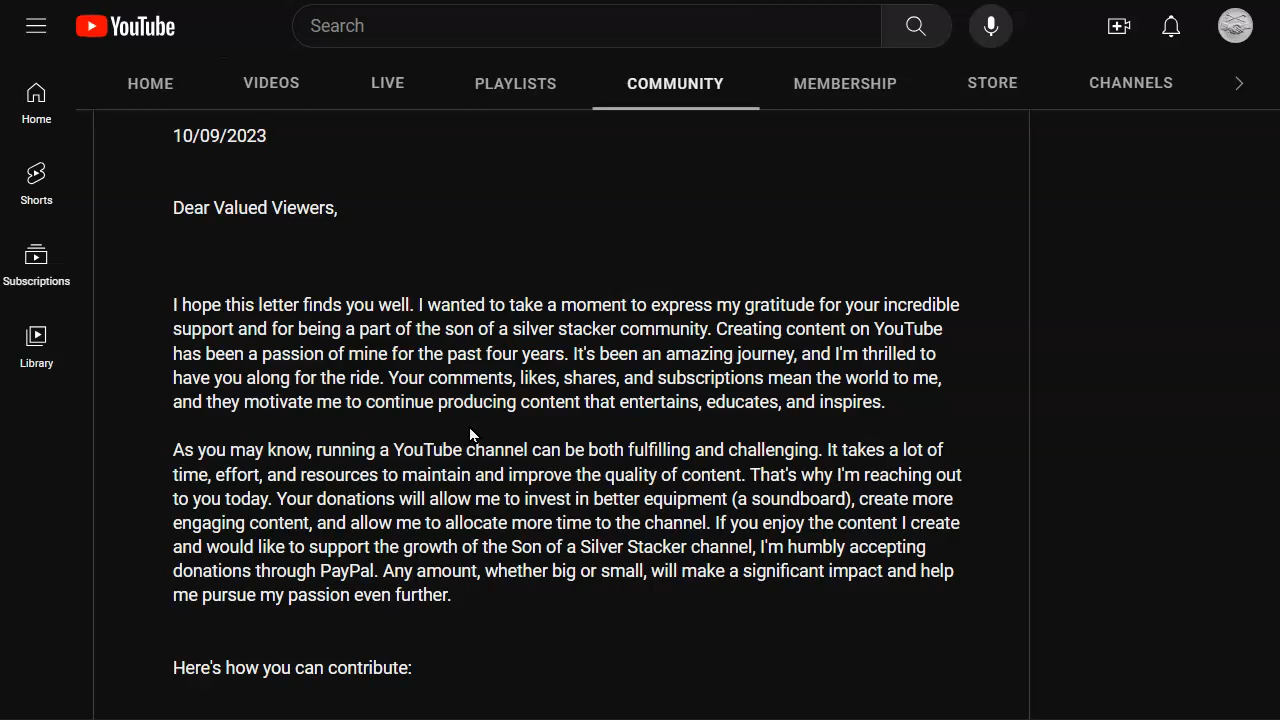 YouTube
Search
HOME VIDEOS LIVE PLAYLISTS COMMUNITY MEMBERSHIP STORE CHANNELS
Home
Shorts
Subscriptions
Library
10/09/2023
Dear Valued Viewers,
I hope this letter finds you well. I wanted to take a moment to express my gratitude for your incredible
support and for being a part of the son of a silver stacker community. Creating content on YouTube
has been a passion of mine for the past four years. It's been an amazing journey, and I'm thrilled to
have you along for the ride. Your comments, likes, shares, and subscriptions mean the world to me,
and they motivate me to continue producing content that entertains, educates, and inspires.
As you may know, running a YouTube channel can be both fulfilling and challenging. It takes a lot of
time, effort, and resources to maintain and improve the quality of content. That's why I'm reaching out
to you today. Your donations will allow me to invest in better equipment (a soundboard), create more
engaging content, and allow me to allocate more time to the channel. If you enjoy the content I create
and would like to support the growth of the Son of a Silver Stacker channel, I'm humbly accepting
donations through PayPal. Any amount, whether big or small, will make a significant impact and help
me pursue my passion even further.
Here's how you can contribute: